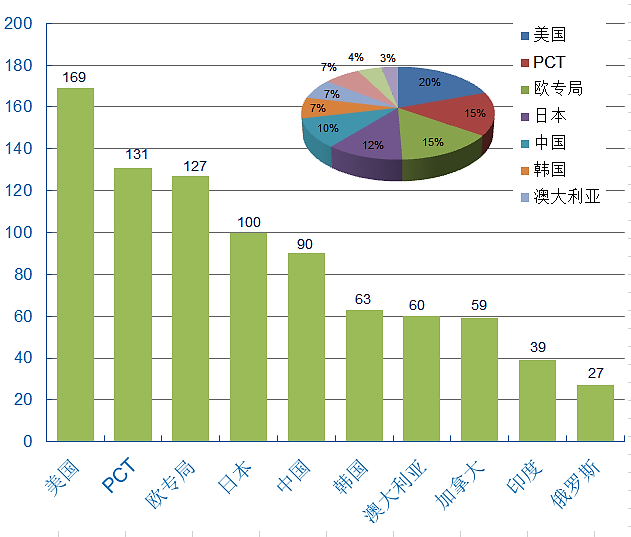 200
180
160
140
120
100
80
60
40
20
0
169
131
127
100
90
63
60
59
39
27
美国
PCT
欧专局
日本
中国
韩国
澳大利亚
加拿大
印度
俄罗斯
20%
15%
15%
12%
10%
7%
7%
7%
4%
3%
美国
PCT
欧专局
日本
中国
韩国
澳大利亚